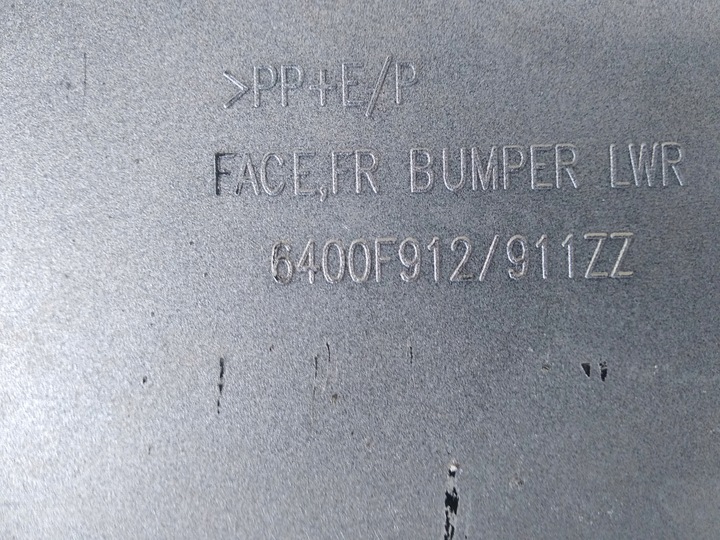 >PP+E/P
FACE,FR BUMPER LWR
6400F912/911ZZ